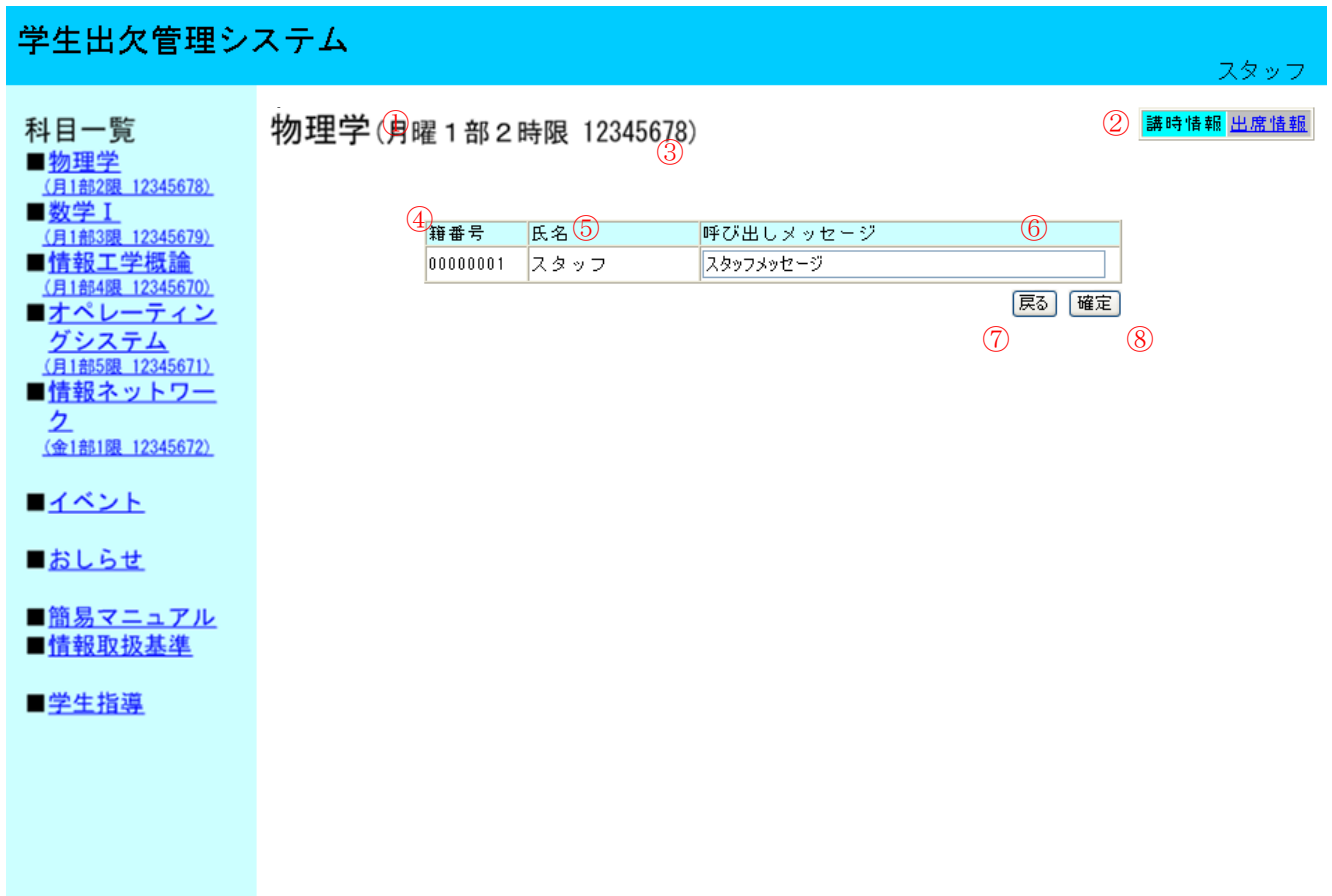 学生出欠管理システム
スタッフ
科目一覧
■物理学
(月1部2限 12345678)
■数学Ⅰ
(月1部3限 12345679)
■情報工学概論
(月1部4限 12345670)
■オペレーティン
グシステム
(月1部5限 12345671)
■情報ネットワー
ク
(金1部1限 12345672)
■イベント
■おしらせ
■簡易マニュアル
■情報取扱基準
■学生指導
①
物理学(月曜1部2時限 12345678)
② 講時情報 出席情報
③
④ 籍番号 氏名 ⑤ 呼び出しメッセージ ⑥
00000001 スタッフ スタッフメッセージ
戻る 確定
⑦ ⑧